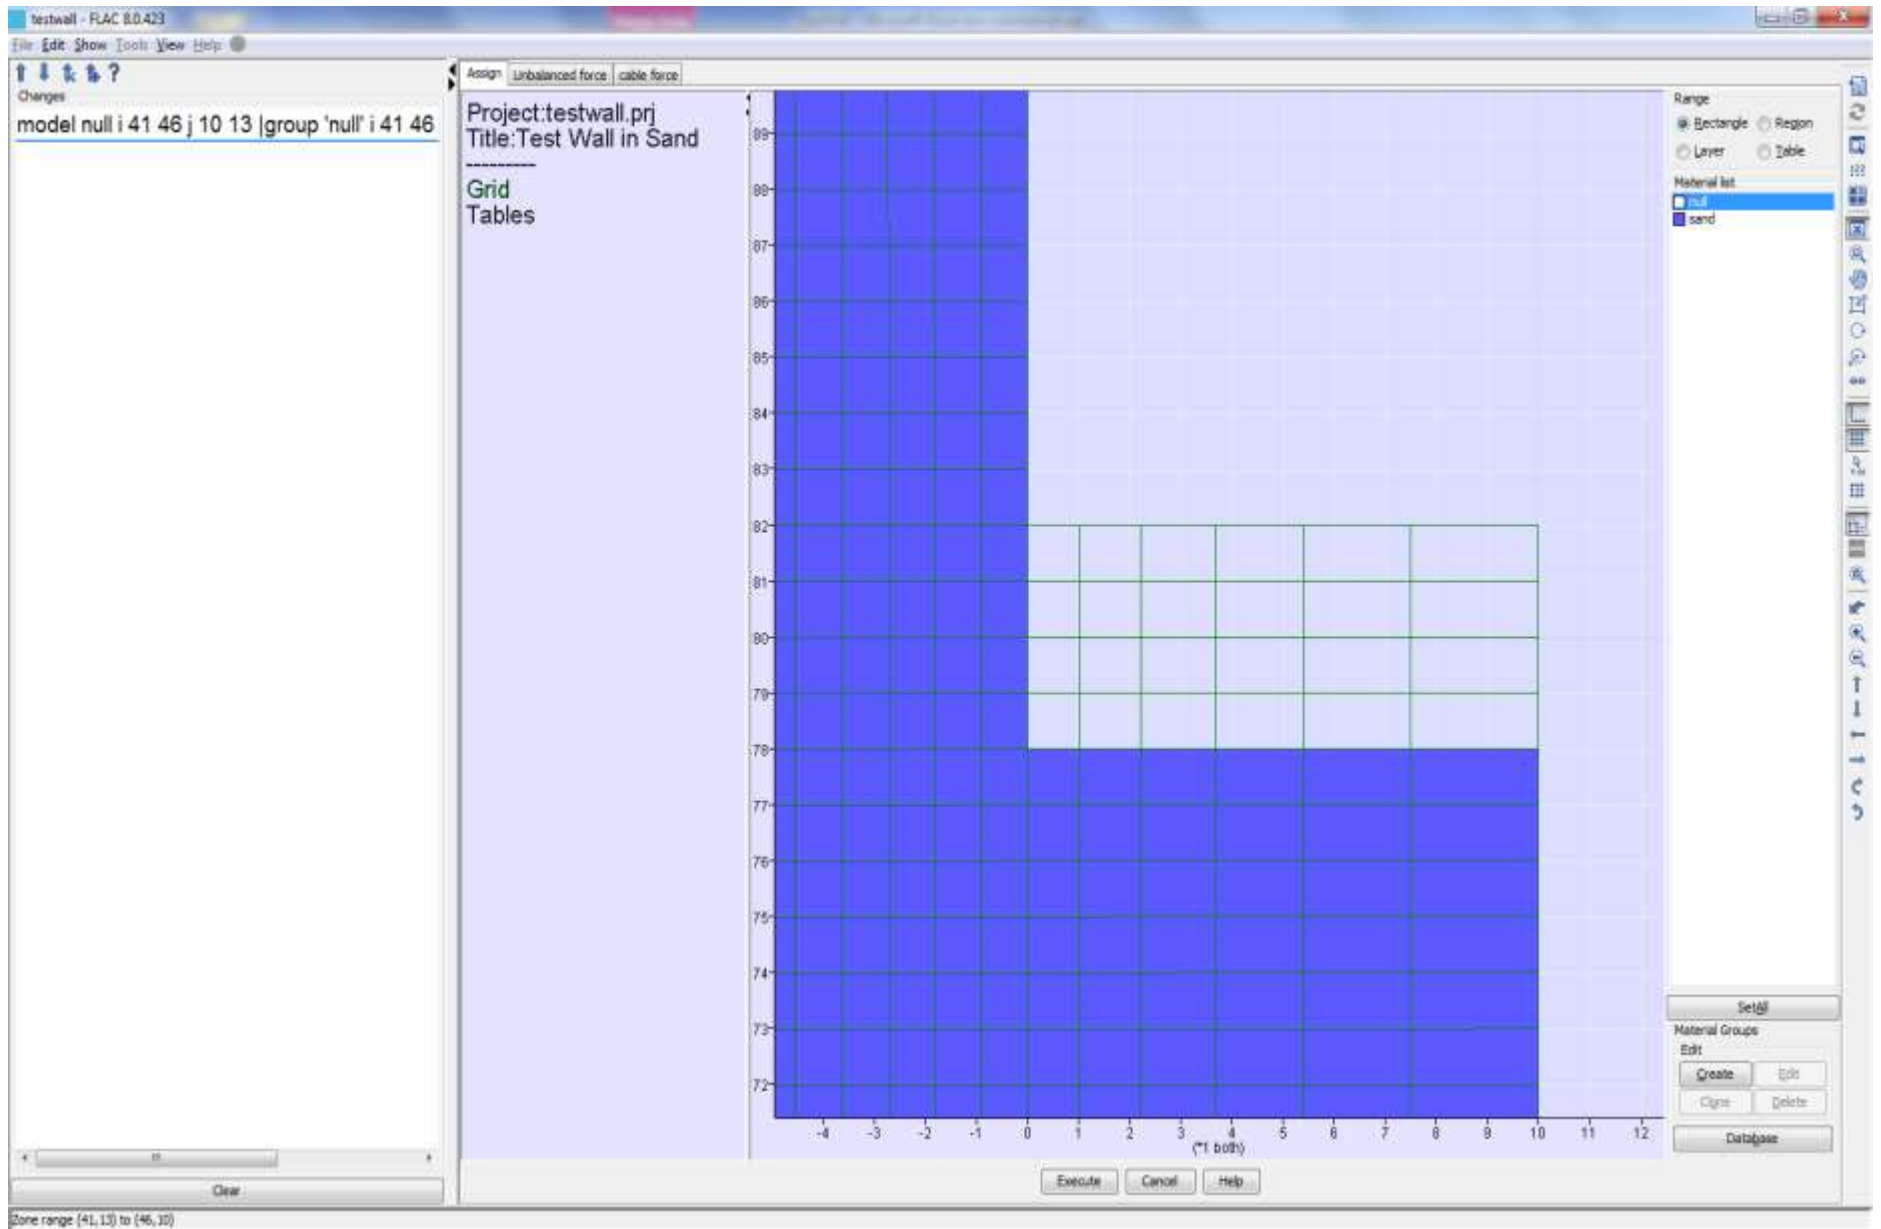 testwall - FLAC 8.0.423
File Edit Show Tools View Help
Changes
model null i 41 46 j 10 13 |group 'null' i 41 46
Clear
Zone range (41,13) to (46,10)
Assign Unbalanced force cable force
Project:testwall.prj
Title:Test Wall in Sand
----------
Grid
Tables
89
88
87
86
85
84
83
82
81
80
79
78
77
76
75
74
73
72
-4 -3 -2 -1 0 1 2 3 4 5 6 7 8 9 10 11 12
(*1 both)
Execute Cancel Help
Range
Rectangle Region
Layer Table
Material list
null
sand
SetAll
Material Groups
Edit
Create Edit
Clone Delete
Database